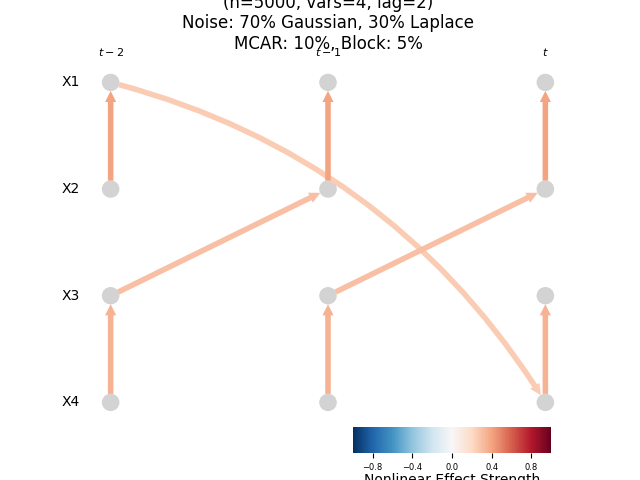 (n=5000, vars=4, lag=2)
Noise: 70% Gaussian, 30% Laplace
MCAR: 10%, Block: 5%
t − 2
t − 1
t
X1
X2
X3
X4
−0.8 −0.4 0.0 0.4 0.8
Nonlinear Effect Strength